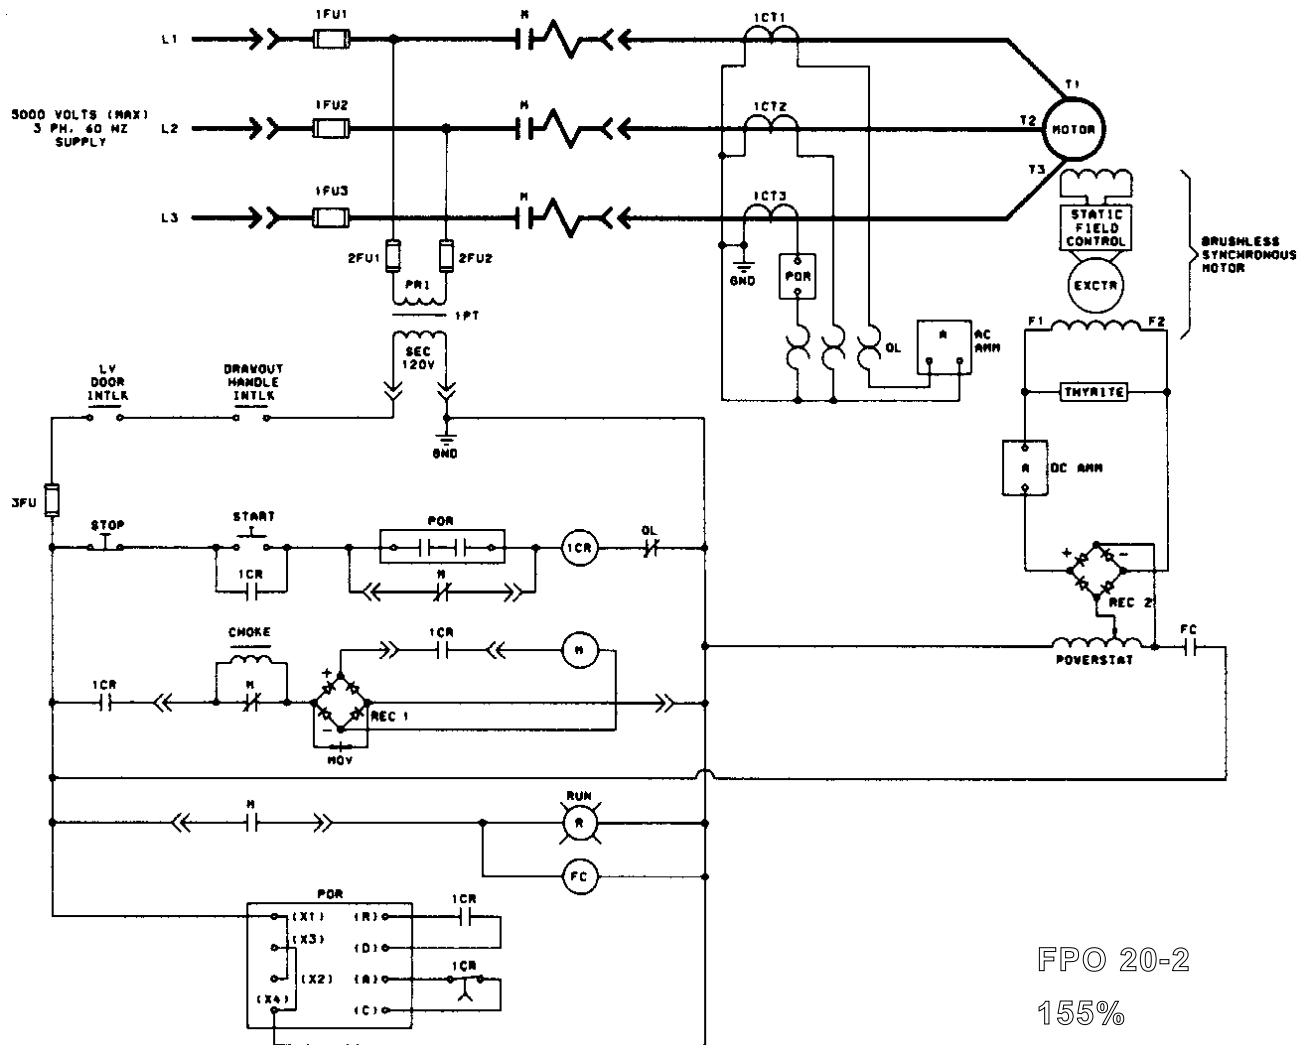 1FU1
M
1CT1
L1
T1
5000 VOLTS (MAX)
3 PH, 60 HZ
SUPPLY
1FU2
M
1CT2
L2
T2
MOTOR
1FU3
M
1CT3
T3
L3
STATIC
FIELD
CONTROL
BRUSHLESS
SYNCHRONOUS
MOTOR
2FU1
2FU2
GND
POR
EXCTR
PRI
1PT
F1
F2
SEC
120V
OL
A
AC
AMM
LV
DOOR
INTLK
DRAWOUT
HANDLE
INTLK
THYRITE
GND
A
DC AMM
3FU
STOP
START
POR
1CR
OL
1CR
M
+
-
REC 2
CHOKE
1CR
M
FC
POWERSTAT
1CR
M
+
-
REC 1
MOV
M
RUN
R
FC
POR
1CR
(X1)
(R)
(X3)
(D)
(X2)
(A)
1CR
(X4)
(C)
FPO 20-2
155%